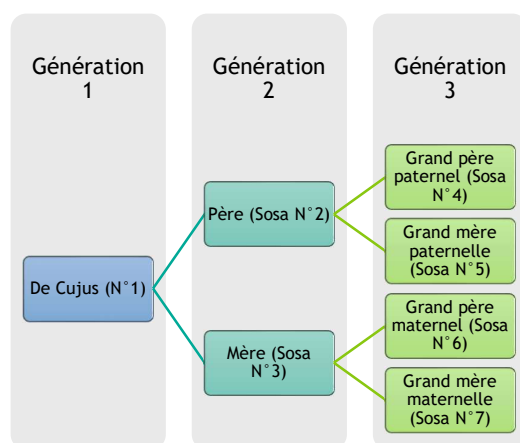 Génération
1
Génération
2
Génération
3
De Cujus (N°1)
Père (Sosa N°2)
Mère (Sosa
N°3)
Grand père
paternel (Sosa
N°4)
Grand mère
paternelle
(Sosa N°5)
Grand père
maternel (Sosa
N°6)
Grand mère
maternelle
(Sosa N°7)